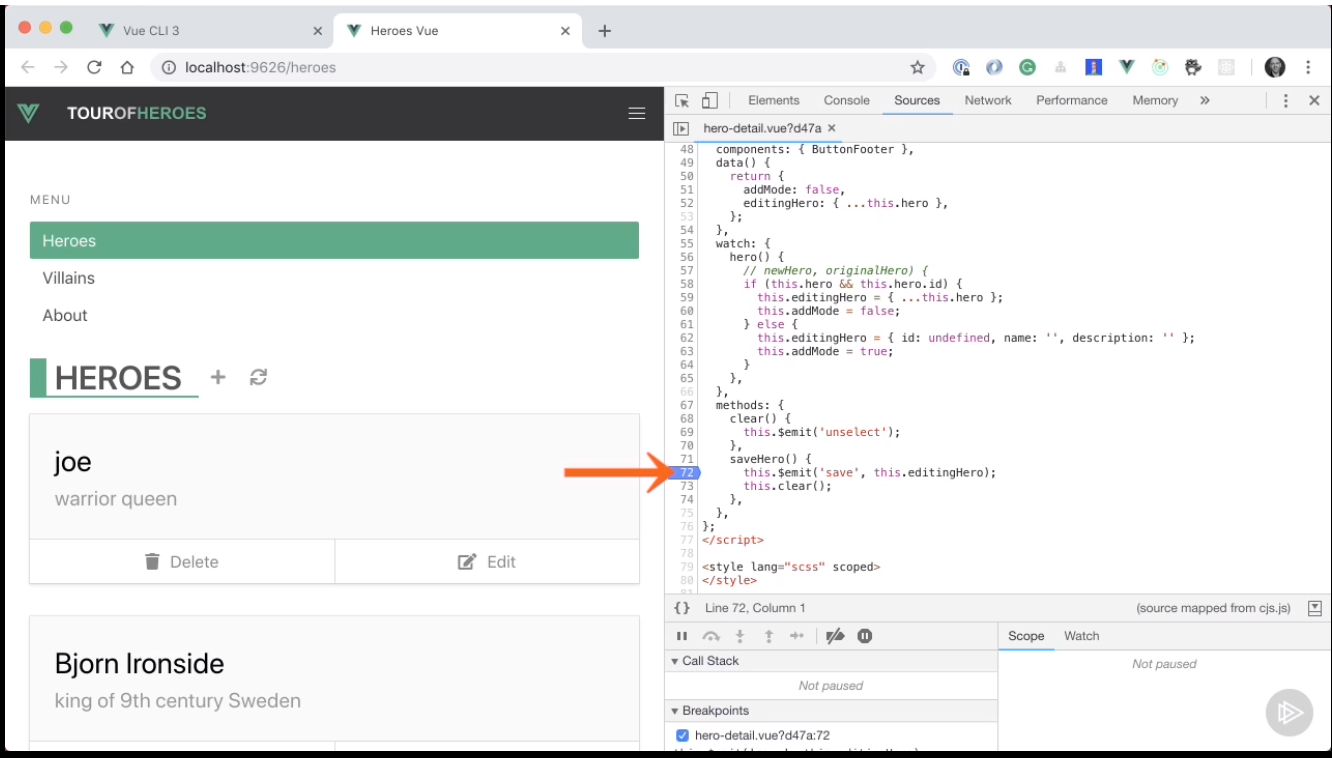 Vue CLI 3
Heroes Vue
localhost:9626/heroes
TOUROFHEROES
MENU
Heroes
Villains
About
HEROES
joe
warrior queen
Delete
Edit
Bjorn Ironside
king of 9th century Sweden
Elements Console Sources Network Performance Memory
hero-detail.vue?d47a
48 components: { ButtonFooter },
49 data() {
50 return {
51 addMode: false,
52 editingHero: { ...this.hero },
53 };
54 },
55 watch: {
56 hero() {
57 // newHero, originalHero) {
58 if (this.hero && this.hero.id) {
59 this.editingHero = { ...this.hero };
60 this.addMode = false;
61 } else {
62 this.editingHero = { id: undefined, name: '', description: '' };
63 this.addMode = true;
64 }
65 },
66 },
67 methods: {
68 clear() {
69 this.$emit('unselect');
70 },
71 saveHero() {
72 this.$emit('save', this.editingHero);
73 this.clear();
74 },
75 },
76 };
77 </script>
78
79 <style lang="scss" scoped>
80 </style>
{} Line 72, Column 1 (source mapped from cjs.js)
Scope Watch
Call Stack
Not paused
Not paused
Breakpoints
hero-detail.vue?d47a:72